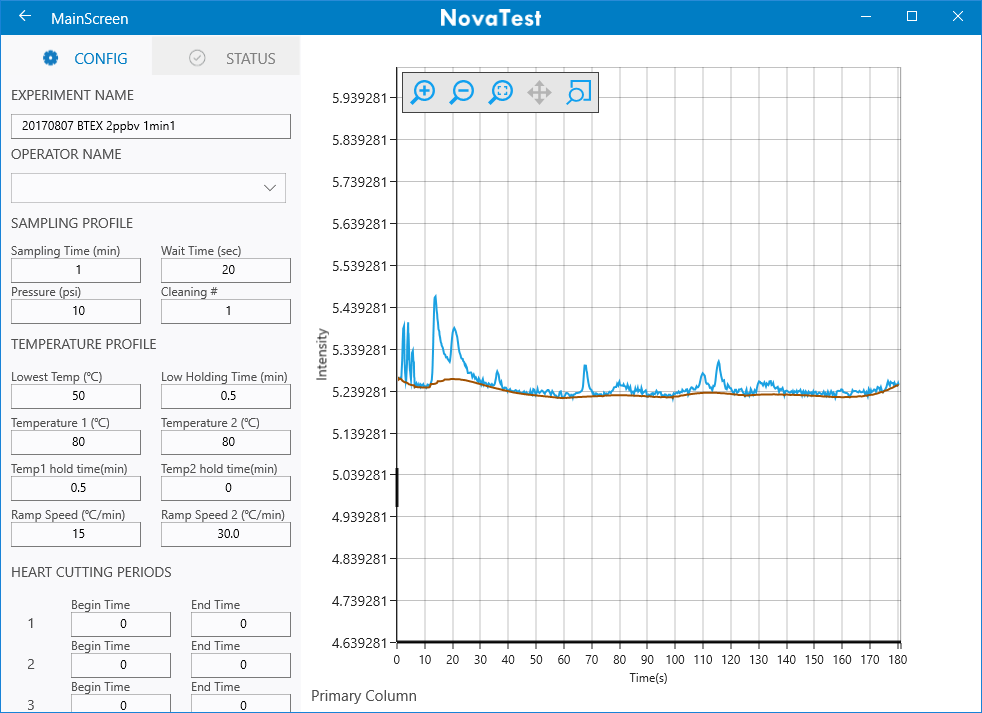 MainScreen
NovaTest
CONFIG
STATUS
EXPERIMENT NAME
20170807 BTEX 2ppbv 1min1
OPERATOR NAME
SAMPLING PROFILE
Sampling Time (min) Wait Time (sec)
1 20
Pressure (psi) Cleaning #
10 1
TEMPERATURE PROFILE
Lowest Temp (℃) Low Holding Time (min)
50 0.5
Temperature 1 (℃) Temperature 2 (℃)
80 80
Temp1 hold time(min) Temp2 hold time(min)
0.5 0
Ramp Speed (℃/min) Ramp Speed 2 (℃/min)
15 30.0
HEART CUTTING PERIODS
Begin Time End Time
1 0 0
Begin Time End Time
2 0 0
Begin Time End Time
3 0 0
5.939281
5.839281
5.739281
5.639281
5.539281
5.439281
5.339281
5.239281
5.139281
5.039281
4.939281
4.839281
4.739281
4.639281
Intensity
0 10 20 30 40 50 60 70 80 90 100 110 120 130 140 150 160 170 180
Time(s)
Primary Column